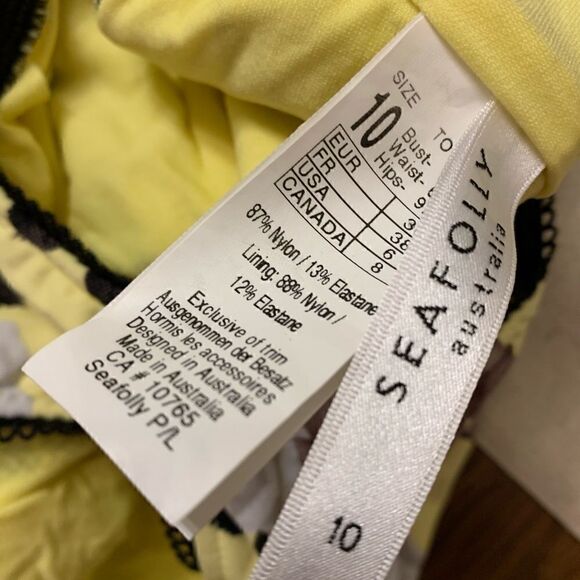 SIZE TO
10 Bust-
Waist-
Hips- 9
EUR 3
FR 38
USA 6
CANADA 8
87% Nylon / 13% Elastane
Lining: 88% Nylon /
12% Elastane
Exclusive of trim
Ausgenommen der Besatz
Hormis les accessoires
Designed in Australia
Made in Australia
CA # 10765
Seafolly P/L
SEAFOLLY
australia
10